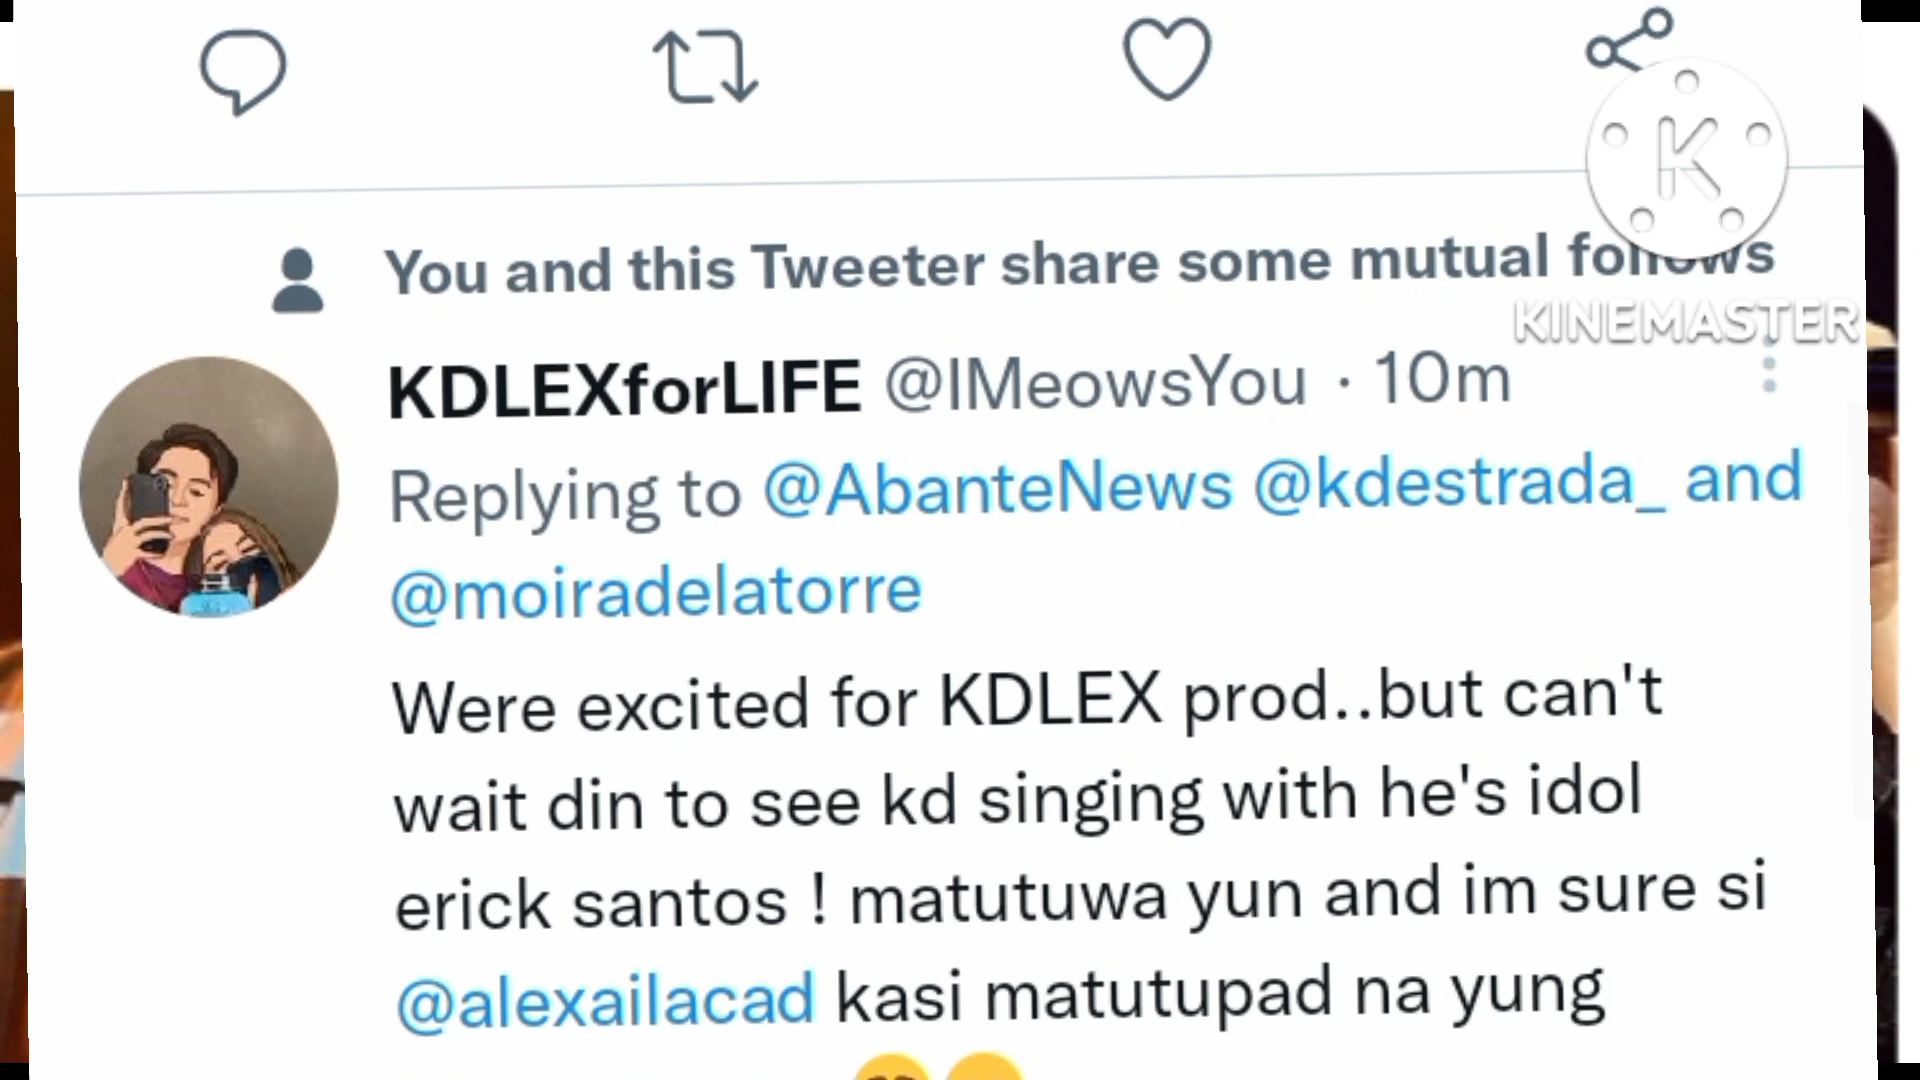 You and this Tweeter share some mutual follows
KINEMASTER
KDLEXforLIFE @IMeowsYou · 10m
Replying to @AbanteNews @kdestrada_ and
@moiradelatorre
Were excited for KDLEX prod..but can't
wait din to see kd singing with he's idol
erick santos ! matutuwa yun and im sure si
@alexailacad kasi matutupad na yung